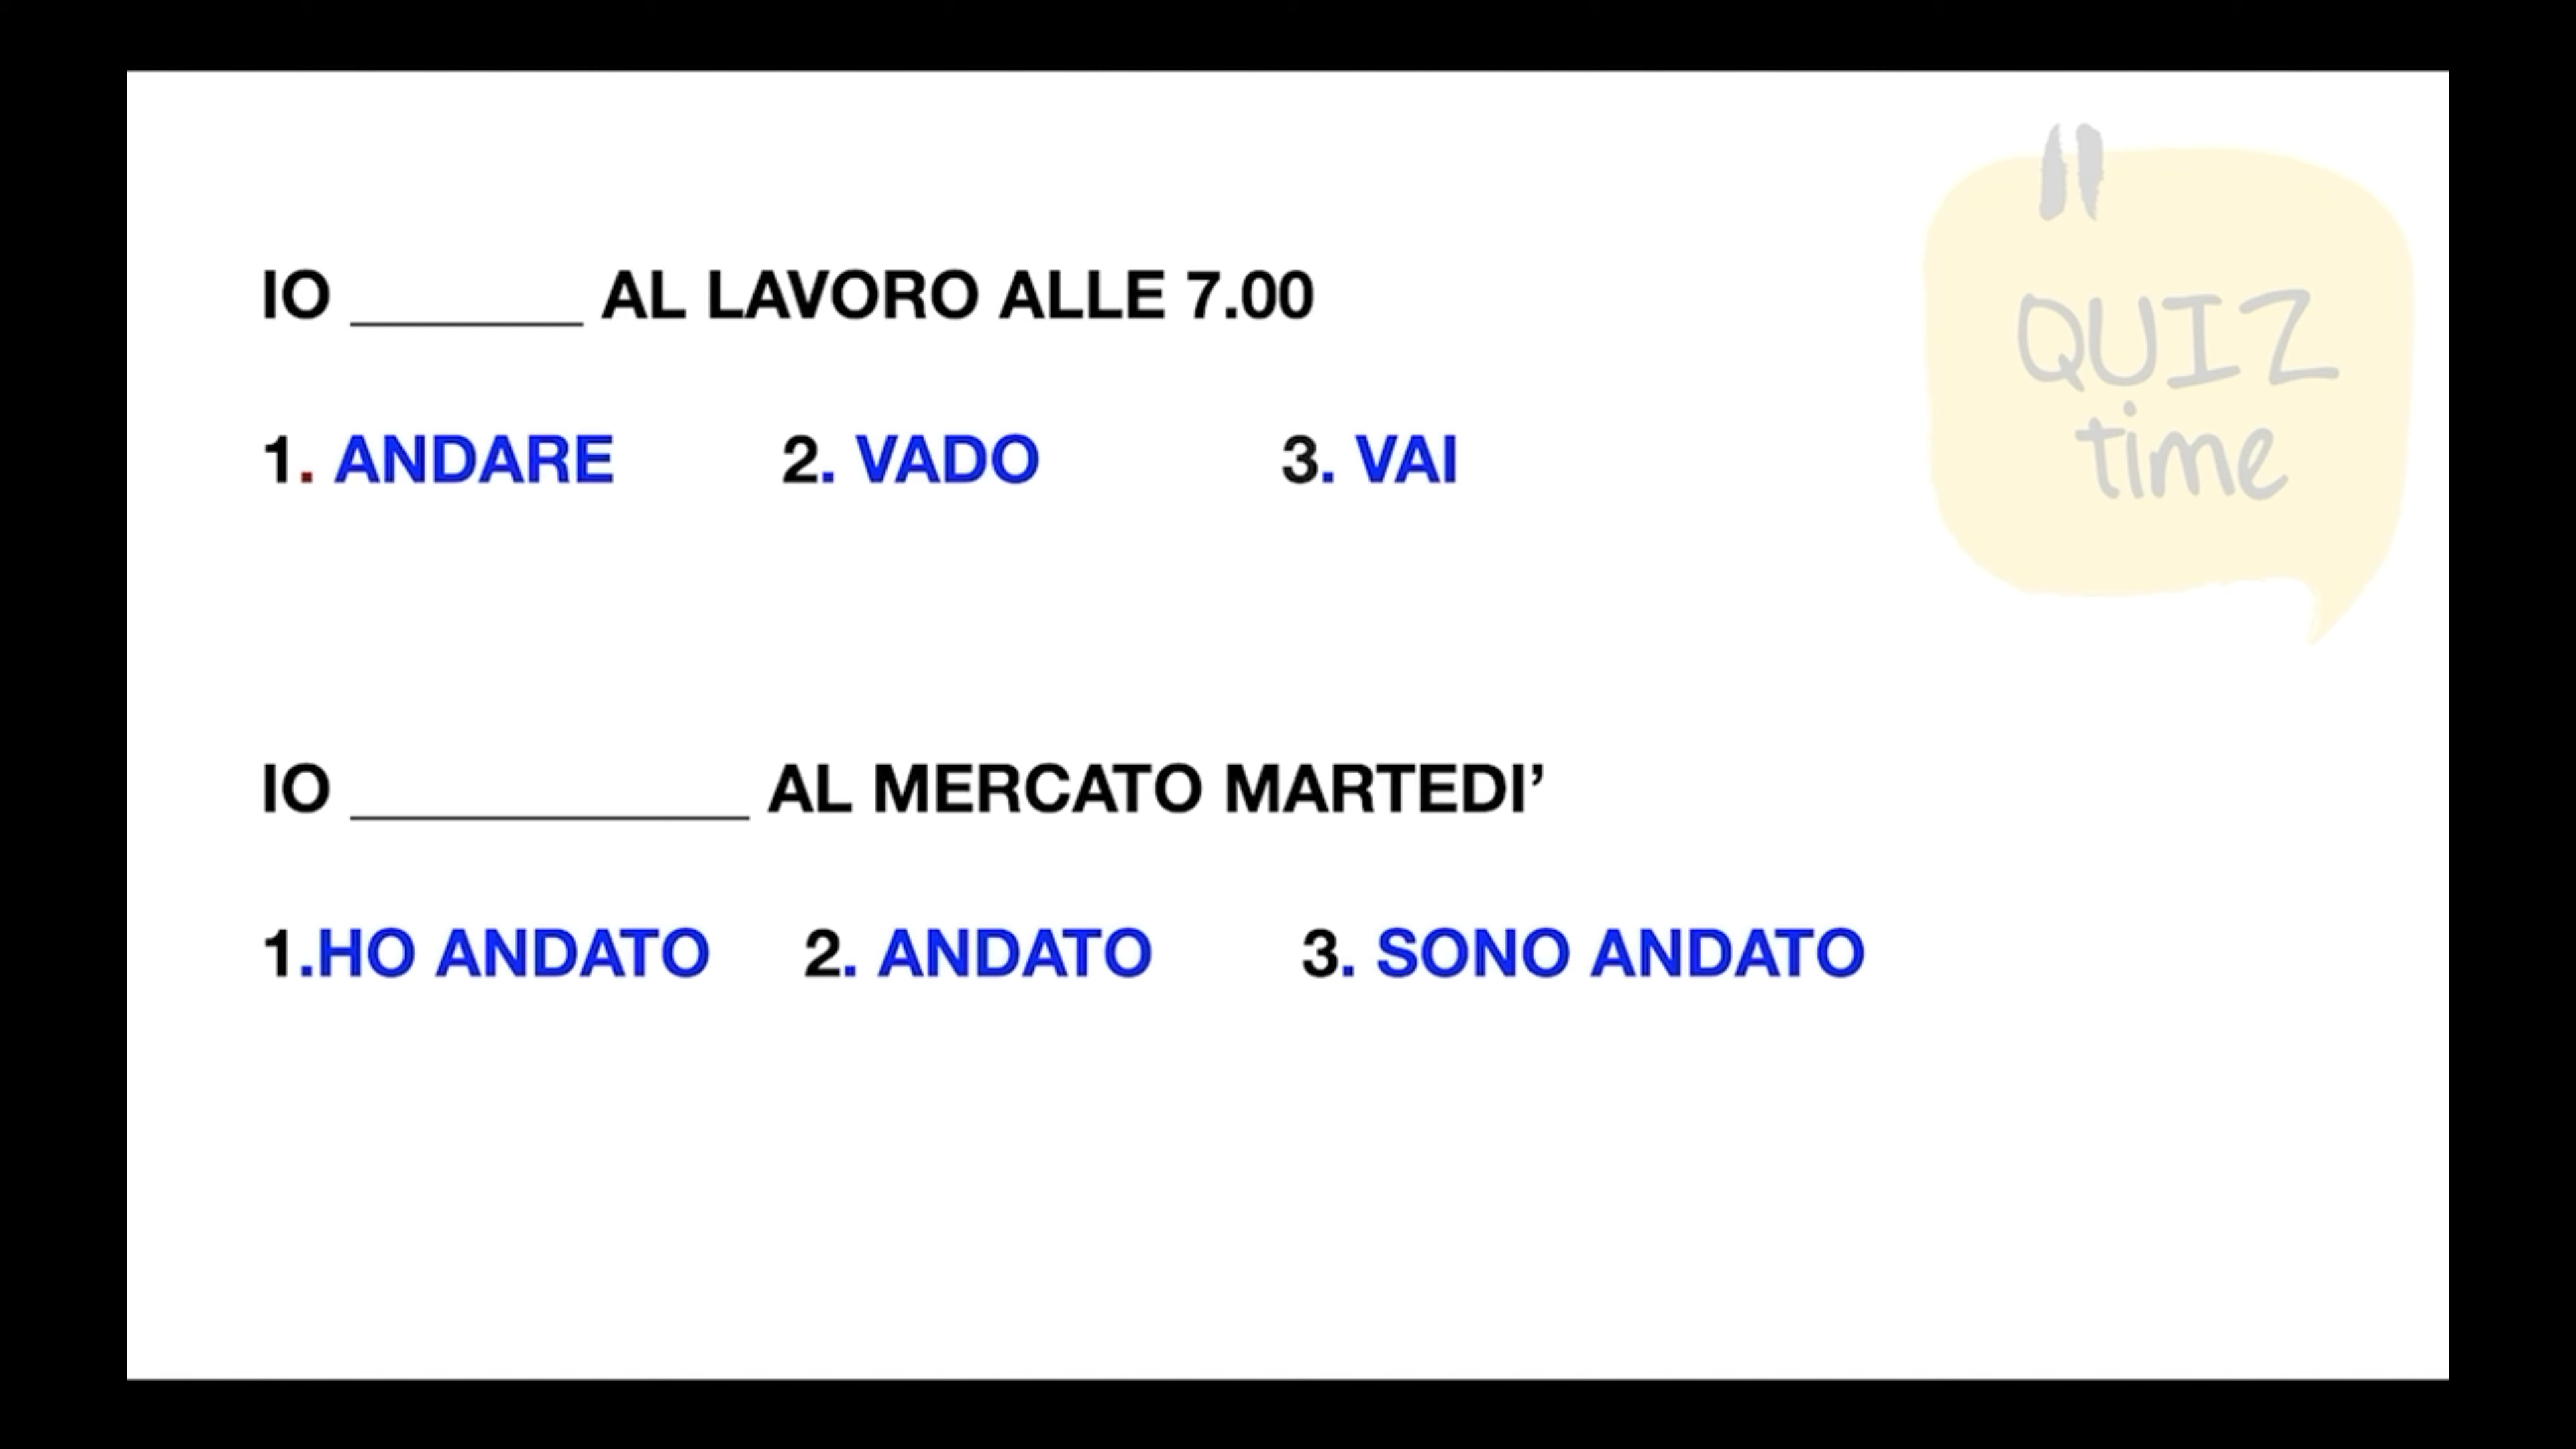 IO _______ AL LAVORO ALLE 7.00
1. ANDARE 2. VADO 3. VAI
IO ____________ AL MERCATO MARTEDI’
1.HO ANDATO 2. ANDATO 3. SONO ANDATO
"
QUIZ
time